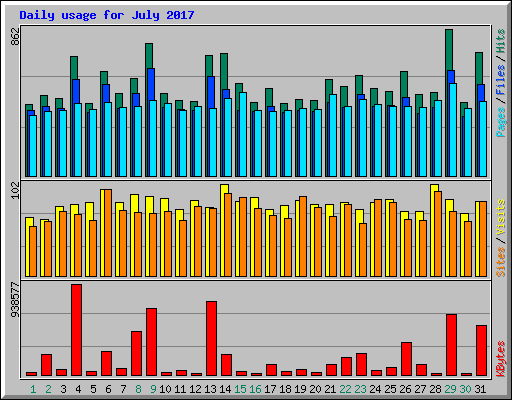 Daily usage for July 2017
862
Pages / Files / Hits
102
Sites / Visits
938577
KBytes
1 2 3 4 5 6 7 8 9 10 11 12 13 14 15 16 17 18 19 20 21 22 23 24 25 26 27 28 29 30 31